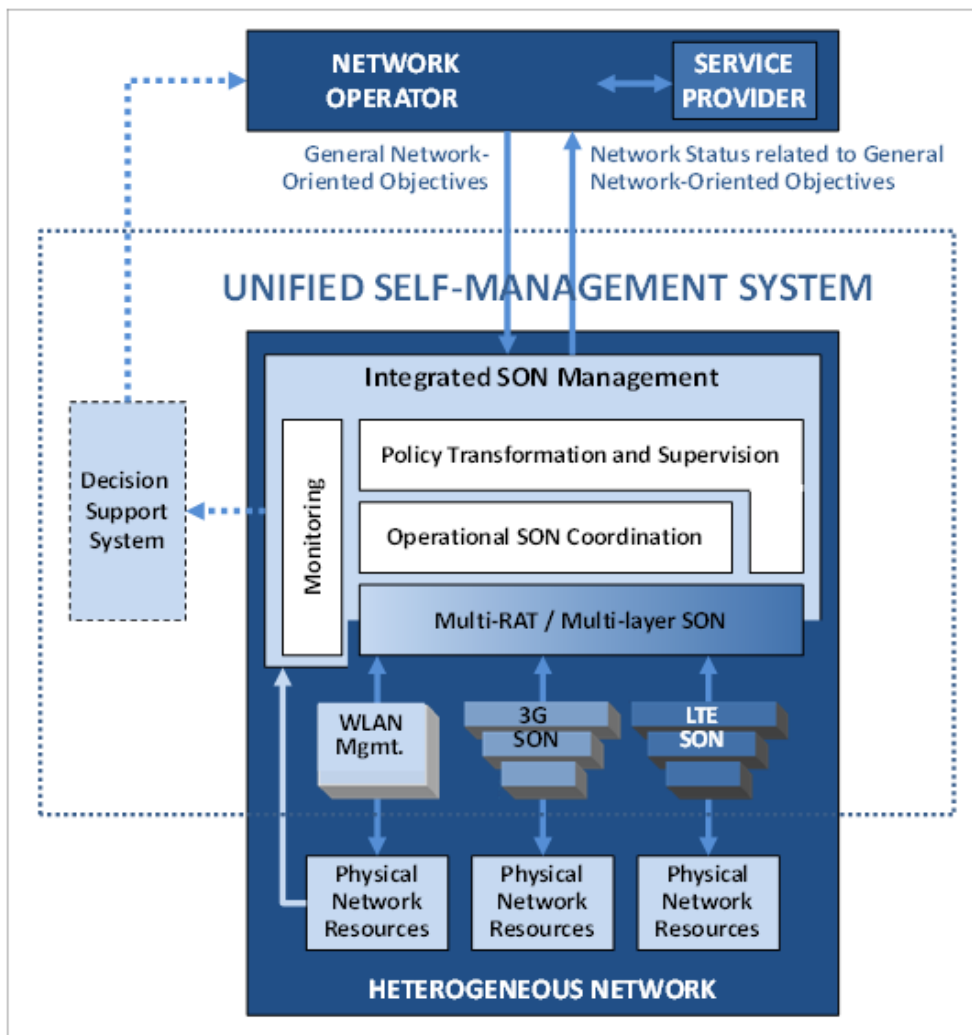 NETWORK
OPERATOR
SERVICE
PROVIDER
General Network-
Oriented Objectives
Network Status related to General
Network-Oriented Objectives
UNIFIED SELF-MANAGEMENT SYSTEM
Integrated SON Management
Decision
Support
System
Monitoring
Policy Transformation and Supervision
Operational SON Coordination
Multi-RAT / Multi-layer SON
WLAN
Mgmt.
3G
SON
LTE
SON
Physical
Network
Resources
Physical
Network
Resources
Physical
Network
Resources
HETEROGENEOUS NETWORK